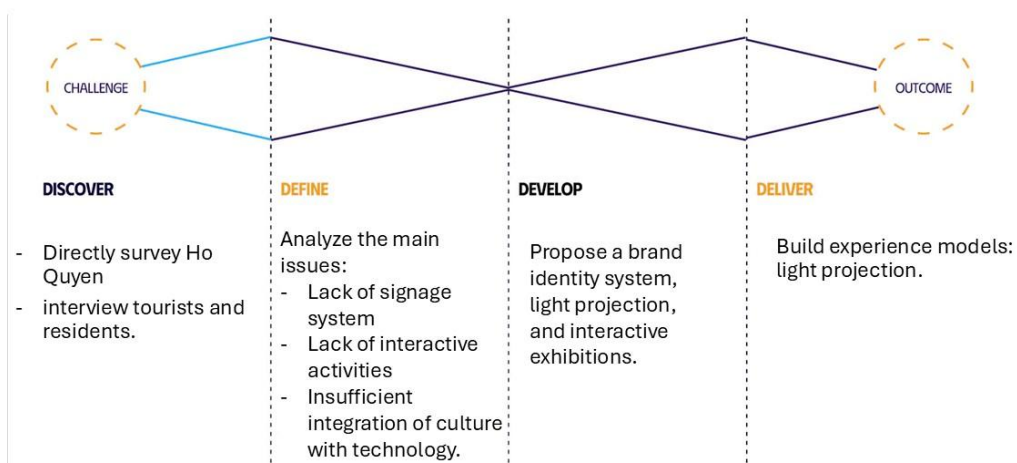 CHALLENGE
OUTCOME
DISCOVER
- Directly survey Ho
Quyen
- interview tourists and
residents.
DEFINE
Analyze the main
issues:
- Lack of signage
system
- Lack of interactive
activities
- Insufficient
integration of culture
with technology.
DEVELOP
Propose a brand
identity system,
light projection,
and interactive
exhibitions.
DELIVER
Build experience models:
light projection.